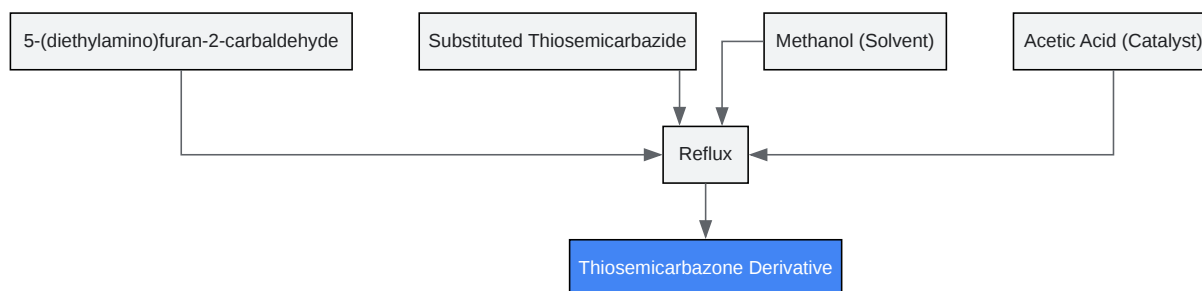 5-(diethylamino)furan-2-carbaldehyde
Substituted Thiosemicarbazide
Methanol (Solvent)
Acetic Acid (Catalyst)
Reflux
Thiosemicarbazone Derivative